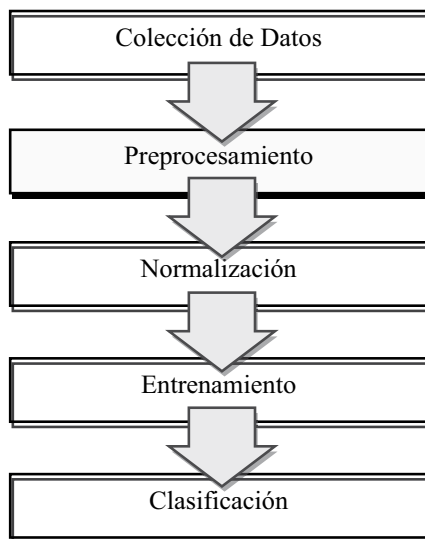 Colección de Datos
Preprocesamiento
Normalización
Entrenamiento
Clasificación